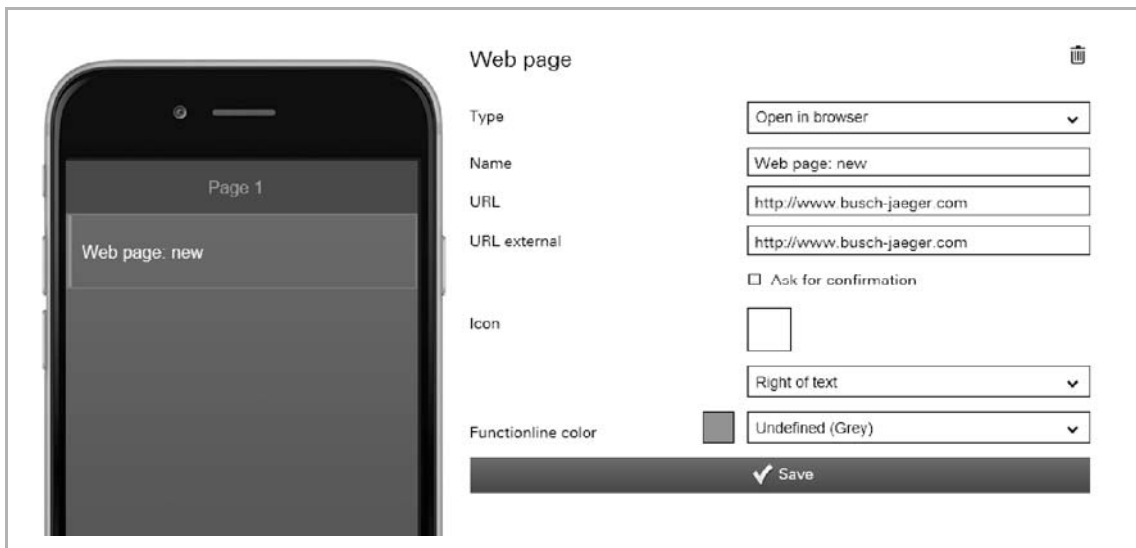 Page 1
Web page: new
Web page
Type
Open in browser
Name
Web page: new
URL
http://www.busch-jaeger.com
URL external
http://www.busch-jaeger.com
Ask for confirmation
Icon
Right of text
Functionline color
Undefined (Grey)
Save